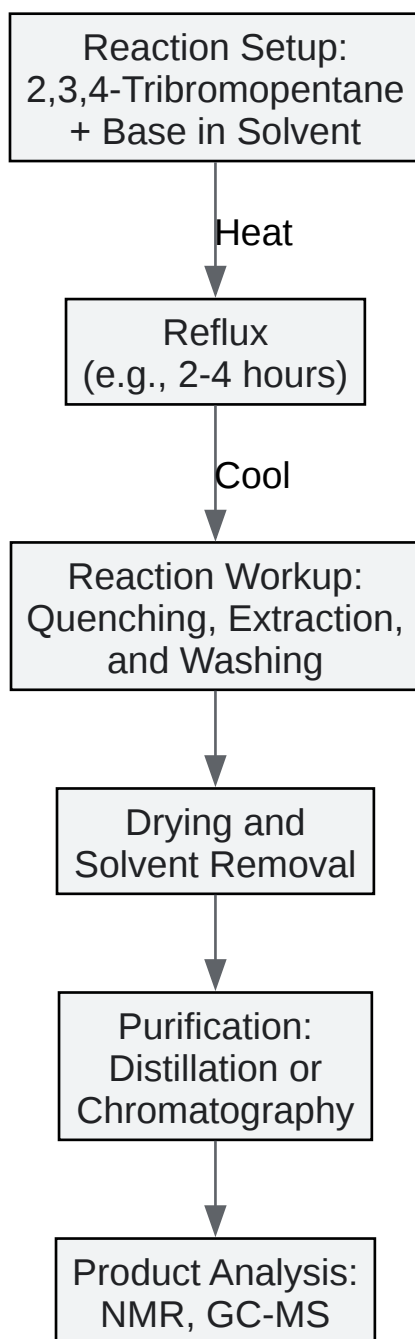 Reaction Setup:
2,3,4-Tribromopentane
+ Base in Solvent
Heat
Reflux
(e.g., 2-4 hours)
Cool
Reaction Workup:
Quenching, Extraction,
and Washing
Drying and
Solvent Removal
Purification:
Distillation or
Chromatography
Product Analysis:
NMR, GC-MS